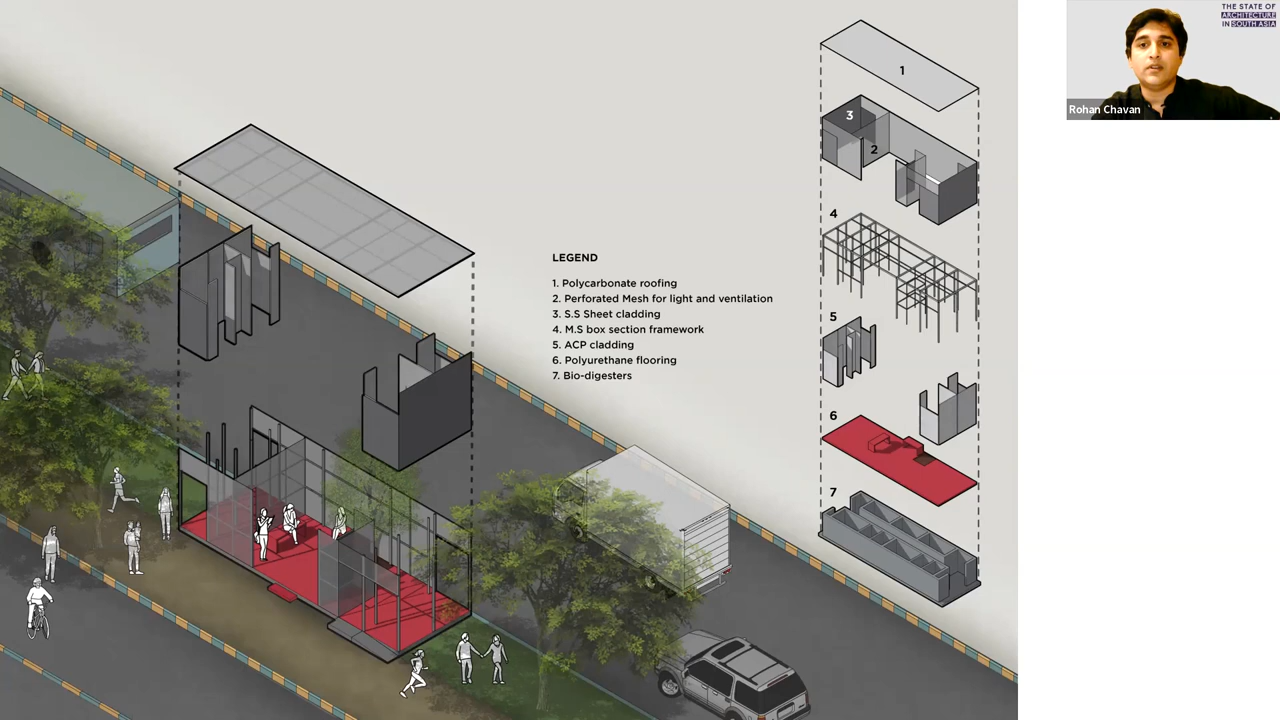 THE STATE OF
ARCHITECTURE
IN SOUTH ASIA
Rohan Chavan
1
3
2
4
5
6
7
LEGEND
1. Polycarbonate roofing
2. Perforated Mesh for light and ventilation
3. S.S Sheet cladding
4. M.S box section framework
5. ACP cladding
6. Polyurethane flooring
7. Bio-digesters